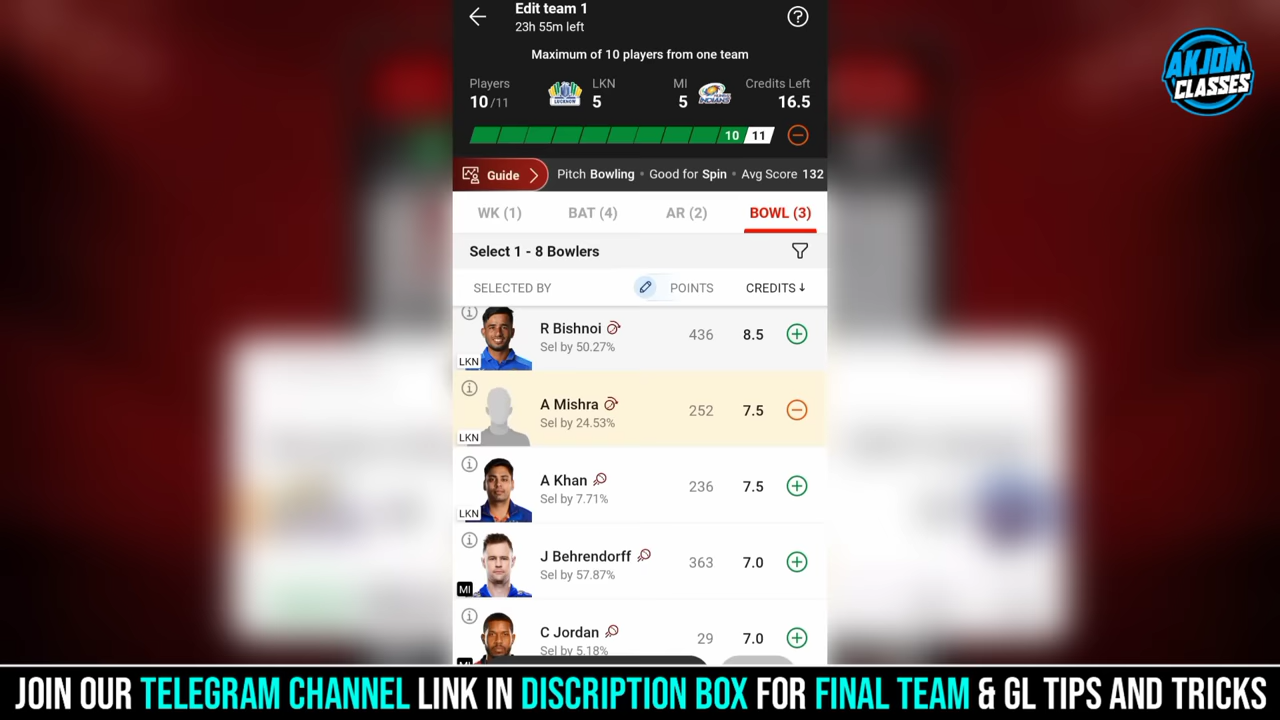 Edit team 1
23h 55m left
Maximum of 10 players from one team
Players LKN MI Credits Left
10/11 5 5 16.5
LUCKNOW
INDIANS
10 11
Guide Pitch Bowling • Good for Spin • Avg Score 132
WK (1) BAT (4) AR (2) BOWL (3)
Select 1 - 8 Bowlers
SELECTED BY POINTS CREDITS↓
R Bishnoi 436 8.5
Sel by 50.27%
LKN
A Mishra 252 7.5
Sel by 24.53%
LKN
A Khan 236 7.5
Sel by 7.71%
LKN
J Behrendorff 363 7.0
Sel by 57.87%
MI
C Jordan 29 7.0
Sel by 5.18%
MI
AKJON
CLASSES
JOIN OUR TELEGRAM CHANNEL LINK IN DISCRIPTION BOX FOR FINAL TEAM & GL TIPS AND TRICKS